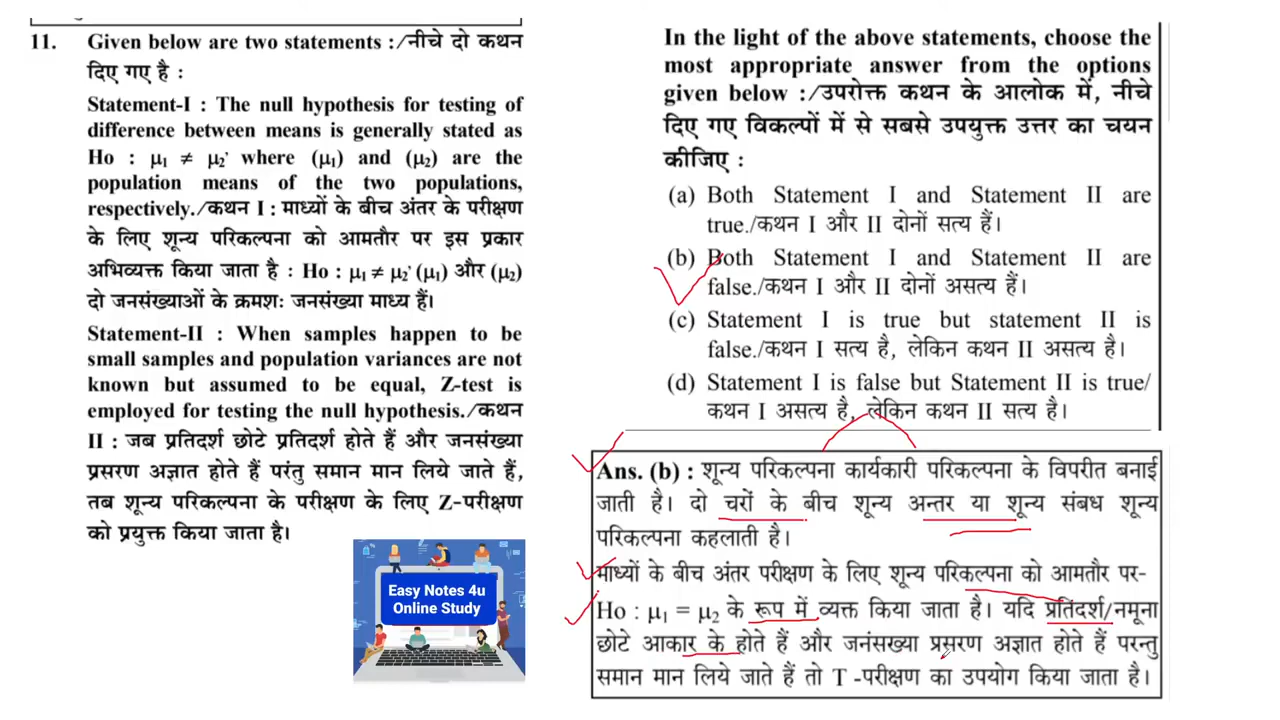 11. Given below are two statements :/नीचे दो कथन
दिए गए है :
Statement-I : The null hypothesis for testing of
difference between means is generally stated as
Ho : μ₁ ≠ μ₂, where (μ₁) and (μ₂) are the
population means of the two populations,
respectively./कथन I : माध्यों के बीच अंतर के परीक्षण
के लिए शून्य परिकल्पना को आमतौर पर इस प्रकार
अभिव्यक्त किया जाता है : Ho : μ₁ ≠ μ₂, (μ₁) और (μ₂)
दो जनसंख्याओं के क्रमशः जनसंख्या माध्य हैं।
Statement-II : When samples happen to be
small samples and population variances are not
known but assumed to be equal, Z-test is
employed for testing the null hypothesis./कथन
II : जब प्रतिदर्श छोटे प्रतिदर्श होते हैं और जनसंख्या
प्रसरण अज्ञात होते हैं परंतु समान मान लिये जाते हैं,
तब शून्य परिकल्पना के परीक्षण के लिए Z-परीक्षण
को प्रयुक्त किया जाता है।
Easy Notes 4u
Online Study
In the light of the above statements, choose the
most appropriate answer from the options
given below :/उपरोक्त कथन के आलोक में, नीचे
दिए गए विकल्पों में से सबसे उपयुक्त उत्तर का चयन
कीजिए :
(a) Both Statement I and Statement II are
true./कथन I और II दोनों सत्य हैं।
(b) Both Statement I and Statement II are
false./कथन I और II दोनों असत्य हैं।
(c) Statement I is true but statement II is
false./कथन I सत्य है, लेकिन कथन II असत्य है।
(d) Statement I is false but Statement II is true/
कथन I असत्य है, लेकिन कथन II सत्य है।
Ans. (b) : शून्य परिकल्पना कार्यकारी परिकल्पना के विपरीत बनाई
जाती है। दो चरों के बीच शून्य अन्तर या शून्य संबध शून्य
परिकल्पना कहलाती है।
माध्यों के बीच अंतर परीक्षण के लिए शून्य परिकल्पना को आमतौर पर-
Ho : μ₁ = μ₂ के रूप में व्यक्त किया जाता है। यदि प्रतिदर्श/नमूना
छोटे आकार के होते हैं और जनंसख्या प्रसरण अज्ञात होते हैं परन्तु
समान मान लिये जाते हैं तो T -परीक्षण का उपयोग किया जाता है।